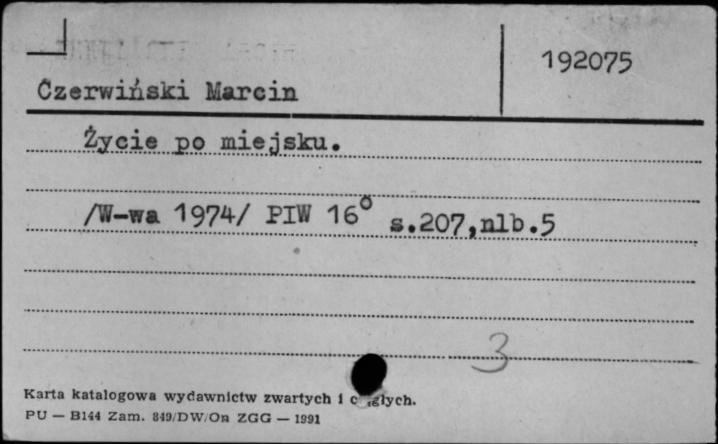 192075
Czerwiński Marcin
Życie po miejsku.
/W-wa 1974/ PIW 16° s.207,nlb.5
3
Karta katalogowa wydawnictw zwartych i
PU — B144 Zam. 849/DW/On ZGG — 1991